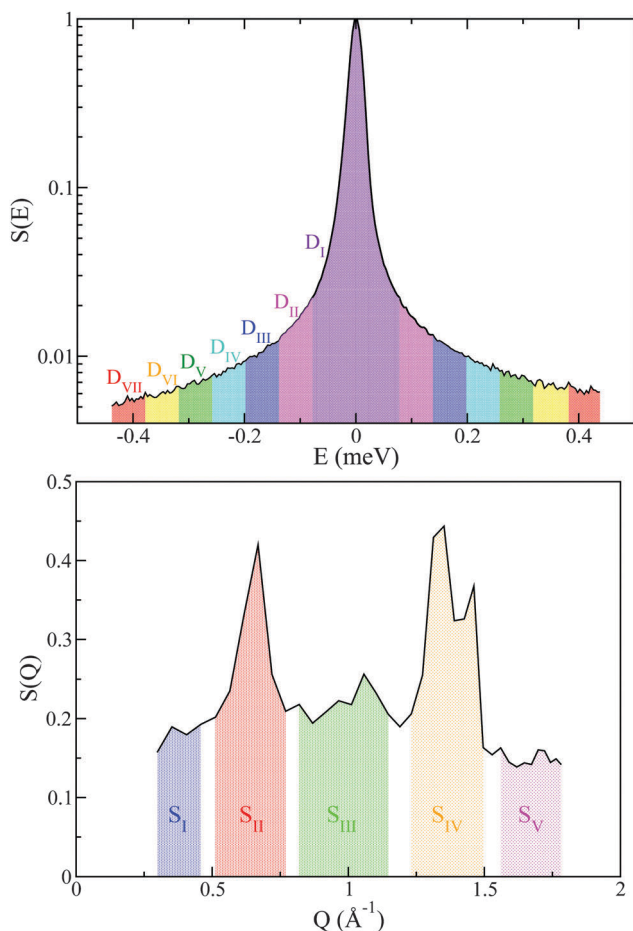 1
0.1
0.01
S(E)
D_I
D_II
D_III
D_IV
D_V
D_VI
D_VII
-0.4 -0.2 0 0.2 0.4
E (meV)
0.5
0.4
0.3
0.2
0.1
0
S(Q)
S_I S_II S_III S_IV S_V
0 0.5 1 1.5 2
Q (Å⁻¹)